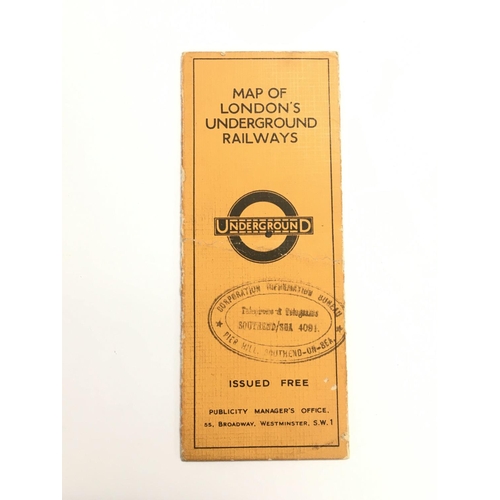 MAP OF
LONDON'S
UNDERGROUND
RAILWAYS
UNDERGROUND
CORPORATION INFORMATION BUREAU
Telephone & Telegrams
SOUTHEND/SEA 4091.
★ PIER HILL, SOUTHEND-ON-SEA. ★
ISSUED FREE
PUBLICITY MANAGER'S OFFICE,
55, BROADWAY, WESTMINSTER, S.W.1